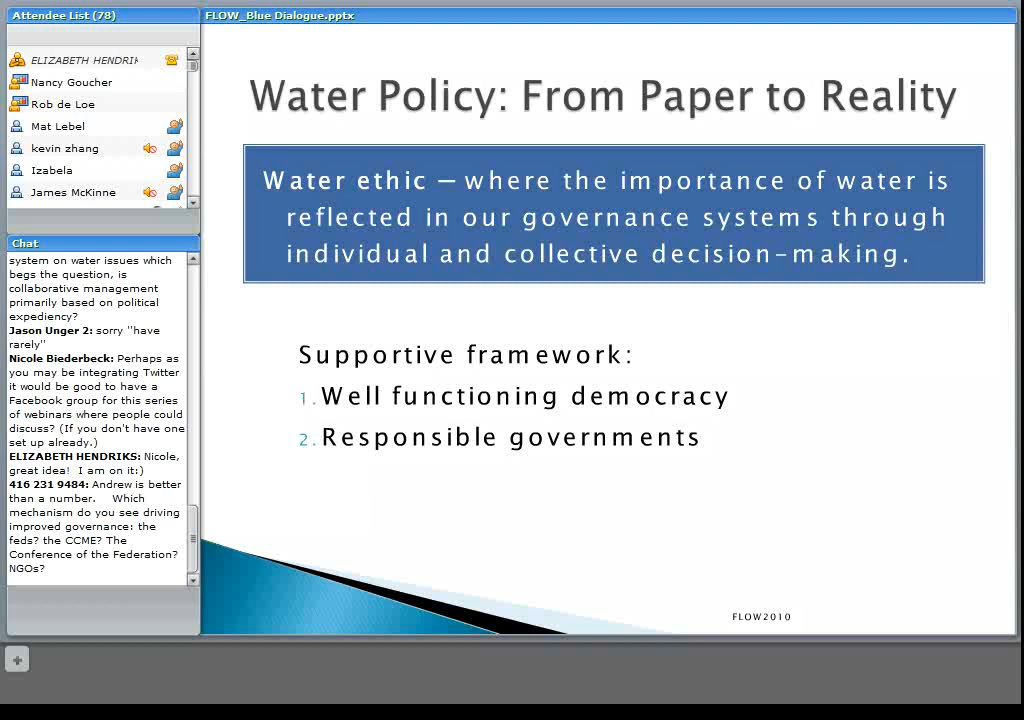 Attendee List (78)
ELIZABETH HENDRIK
Nancy Goucher
Rob de Loe
Mat Lebel
kevin zhang
Izabela
James McKinne
Chat
system on water issues which
begs the question, is
collaborative management
primarily based on political
expediency?
Jason Unger 2: sorry "have
rarely"
Nicole Biederbeck: Perhaps as
you may be integrating Twitter
it would be good to have a
Facebook group for this series
of webinars where people could
discuss? (If you don't have one
set up already.)
ELIZABETH HENDRIKS: Nicole,
great idea! I am on it:)
416 231 9484: Andrew is better
than a number. Which
mechanism do you see driving
improved governance: the
feds? the CCME? The
Conference of the Federation?
NGOs?
FLOW_Blue Dialogue.pptx
Water Policy: From Paper to Reality
Water ethic – where the importance of water is
reflected in our governance systems through
individual and collective decision-making.
Supportive framework:
1. Well functioning democracy
2. Responsible governments
FLOW2010